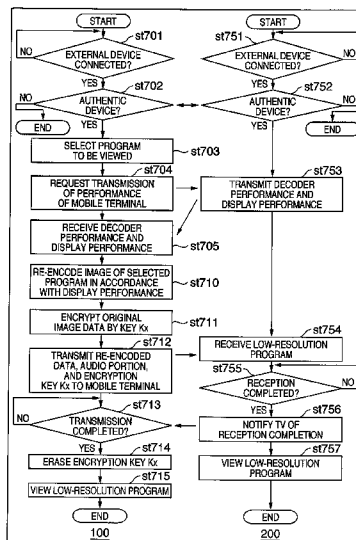 START
st701
EXTERNAL DEVICE
CONNECTED?
NO
YES
st702
AUTHENTIC
DEVICE?
NO
END
YES
SELECT PROGRAM
TO BE VIEWED
st703
st704
REQUEST TRANSMISSION
OF PERFORMANCE
OF MOBILE TERMINAL
RECEIVE DECODER
PERFORMANCE AND
DISPLAY PERFORMANCE
st705
RE-ENCODE IMAGE OF SELECTED
PROGRAM IN ACCORDANCE
WITH DISPLAY PERFORMANCE
st710
ENCRYPT ORIGINAL
IMAGE DATA BY KEY Kx
st711
st712
TRANSMIT RE-ENCODED
DATA, AUDIO PORTION,
AND ENCRYPTION
KEY Kx TO MOBILE TERMINAL
st713
TRANSMISSION
COMPLETED?
NO
YES
st714
ERASE ENCRYPTION KEY Kx
st715
VIEW LOW-RESOLUTION PROGRAM
END
100
START
st751
EXTERNAL DEVICE
CONNECTED?
NO
YES
st752
AUTHENTIC
DEVICE?
NO
END
YES
st753
TRANSMIT DECODER
PERFORMANCE AND
DISPLAY PERFORMANCE
st754
RECEIVE LOW-RESOLUTION
PROGRAM
st755
RECEPTION
COMPLETED?
NO
YES
st756
NOTIFY TV OF
RECEPTION COMPLETION
st757
VIEW LOW-RESOLUTION
PROGRAM
END
200